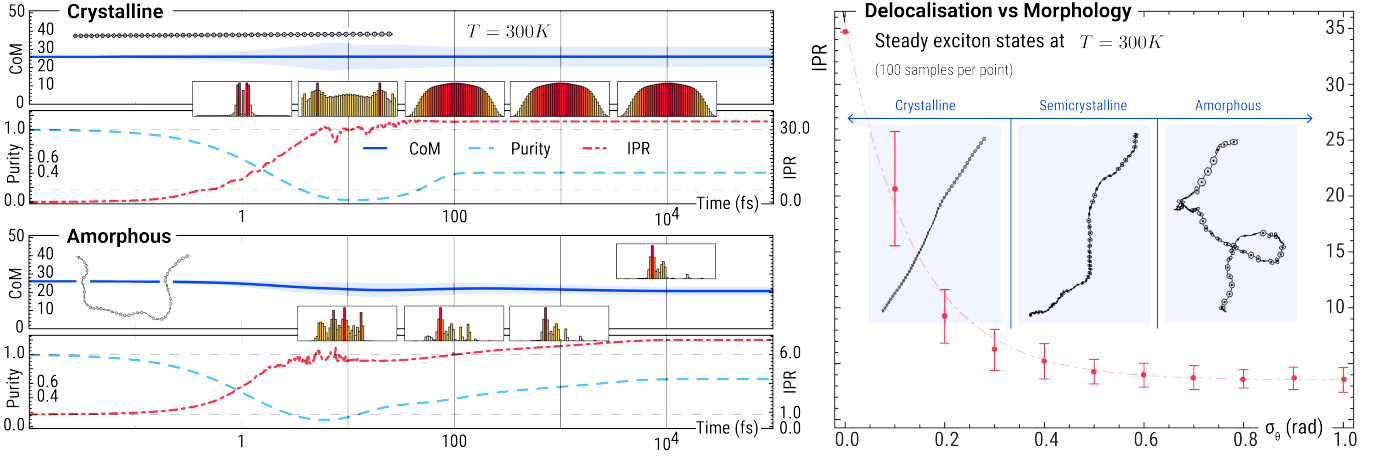 Crystalline
50
40
30
20
10
0
CoM
T = 300K
1.0
0.6
0.4
0.0
Purity
CoM
Purity
IPR
30.0
0.0
IPR
1
100
10^4
Time (fs)
Amorphous
50
40
30
20
10
0
CoM
1.0
0.6
0.4
0.0
Purity
6.0
1.0
0.0
IPR
1
100
10^4
Time (fs)
Delocalisation vs Morphology
Steady exciton states at T = 300K
(100 samples per point)
IPR
Crystalline
Semicrystalline
Amorphous
35
30
25
20
15
10
0.0
0.2
0.4
0.6
0.8
σθ (rad)
1.0